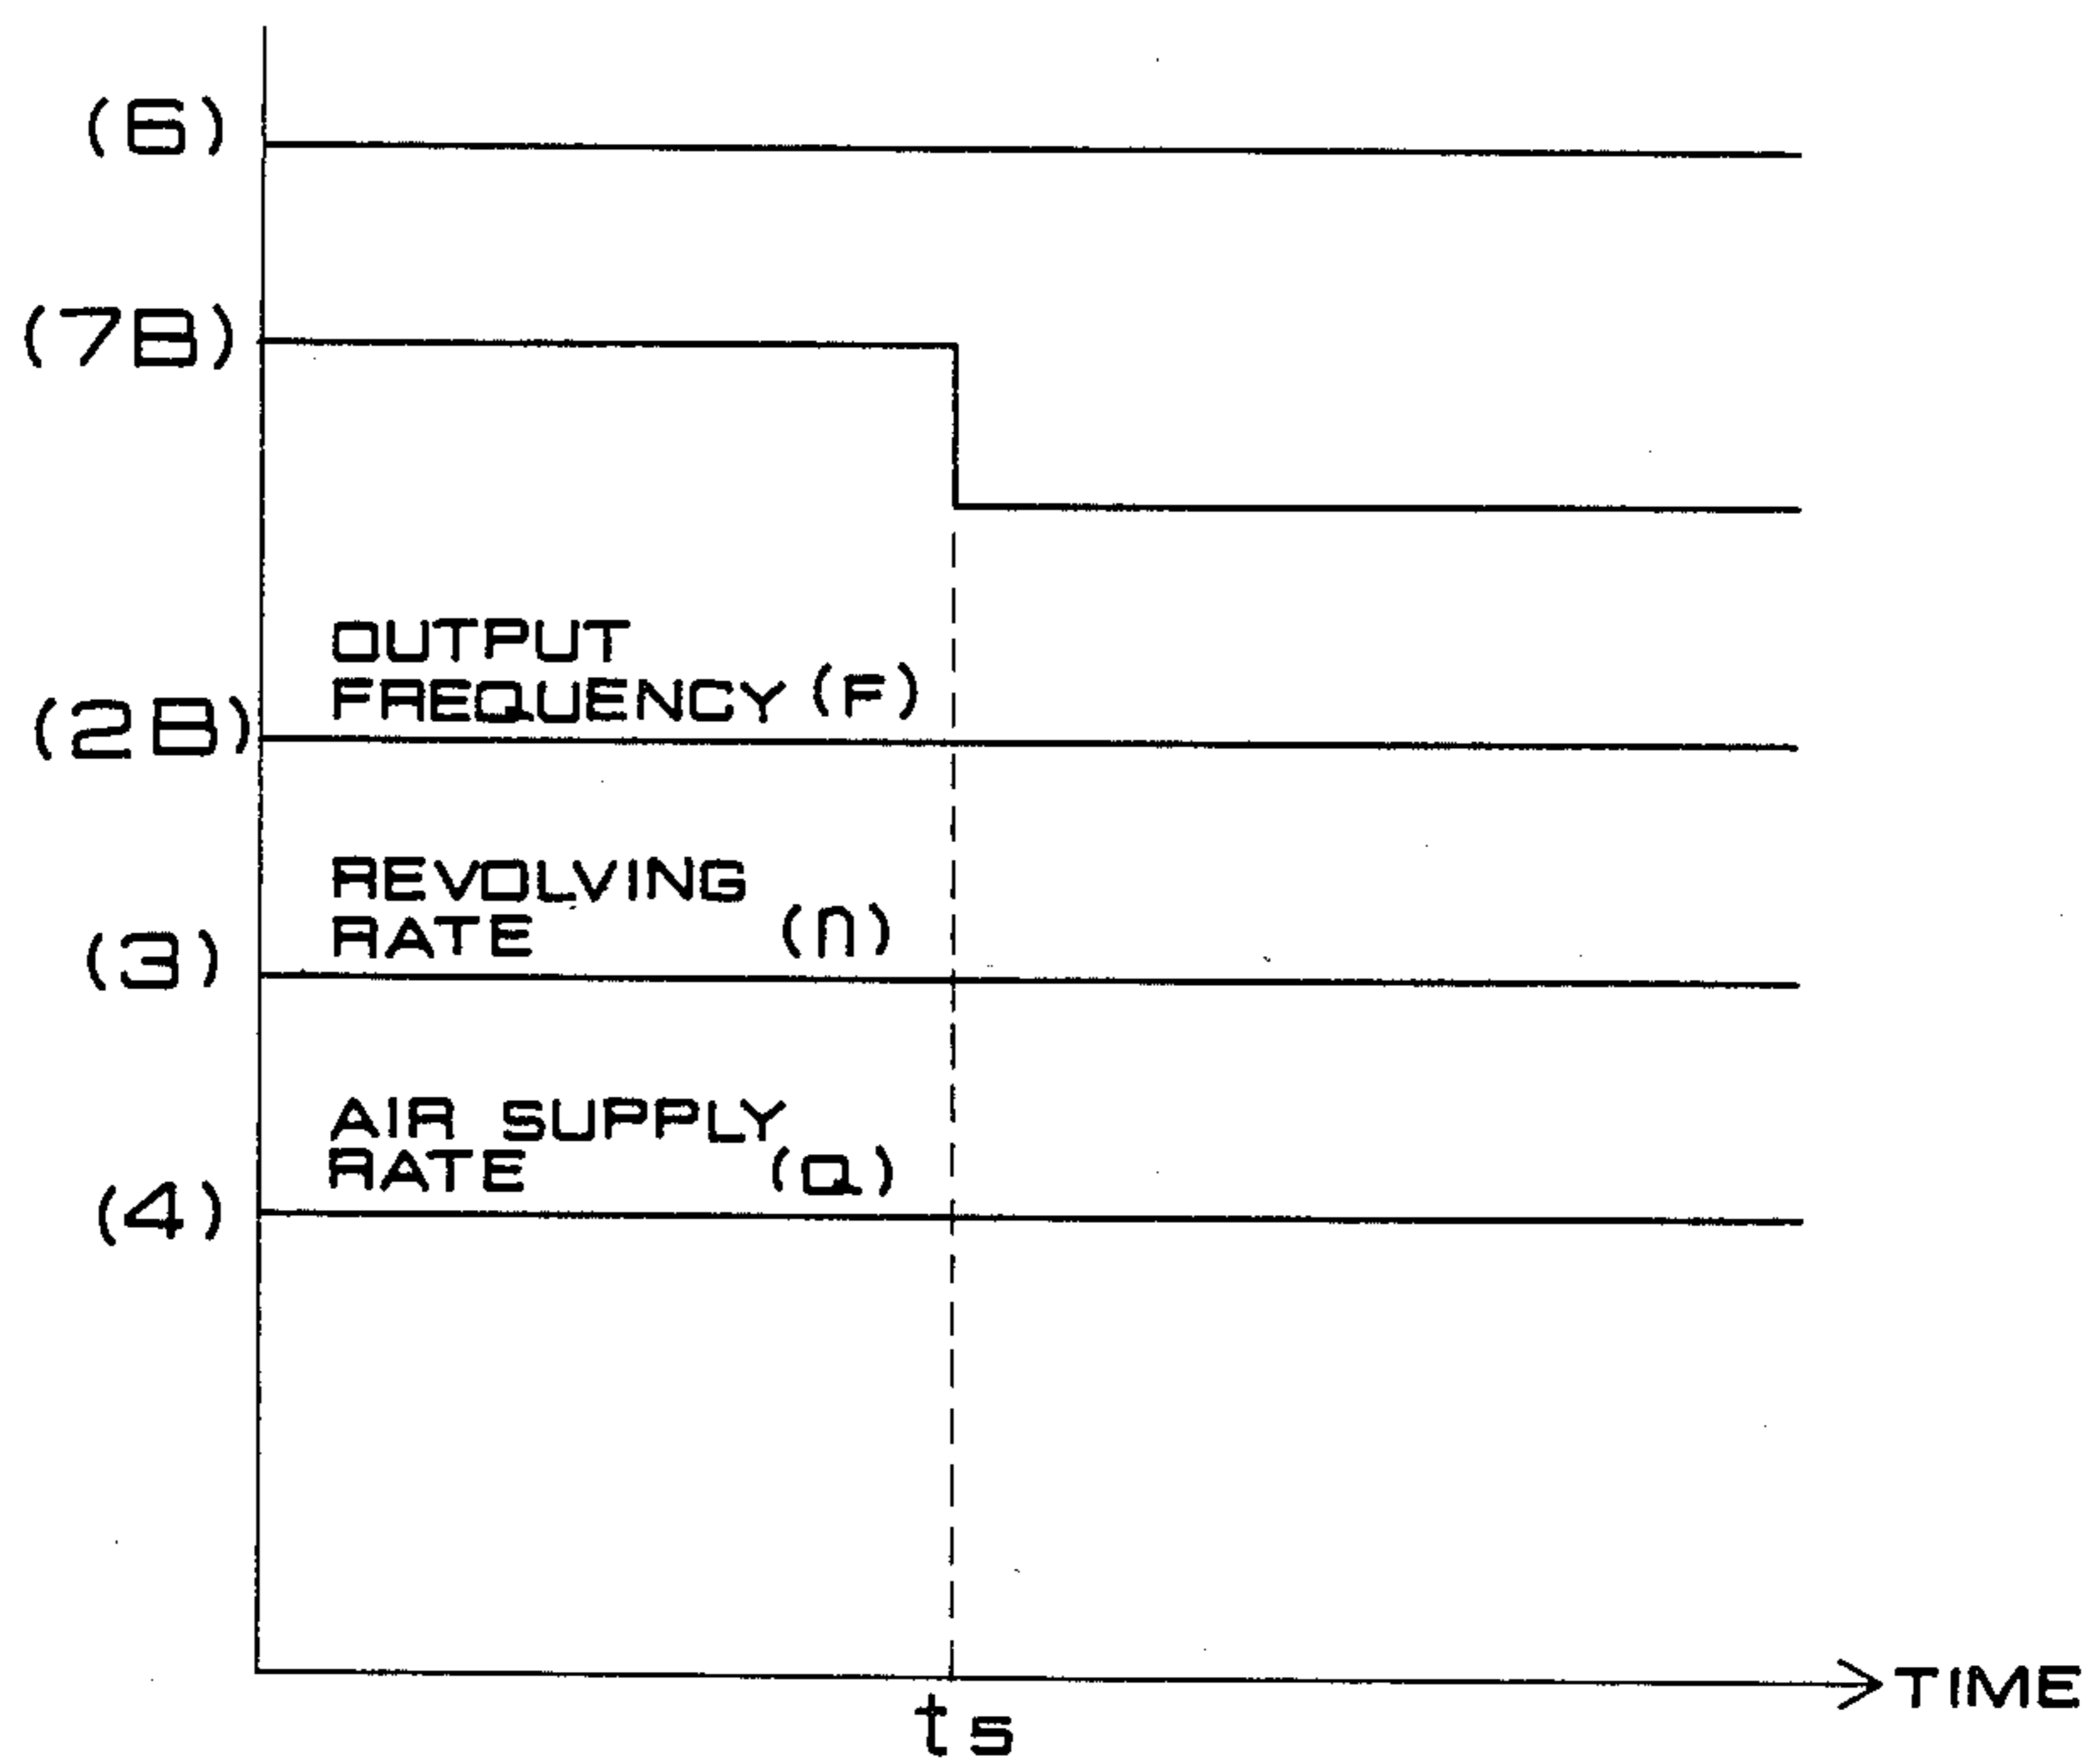 (6)
(7B)
OUTPUT
FREQUENCY (F)
(2B)
REVOLVING
RATE (n)
(3)
AIR SUPPLY
RATE (Q)
(4)
TIME
ts